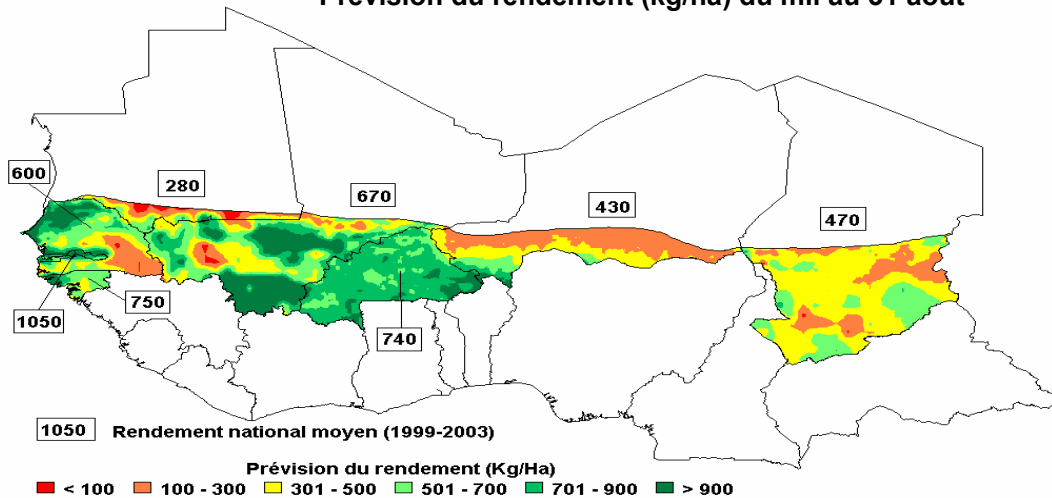 Prévision du rendement (kg/ha) du mil au 31 août
600
280
670
430
470
1050
750
740
1050 Rendement national moyen (1999-2003)
Prévision du rendement (Kg/Ha)
< 100 100 - 300 301 - 500 501 - 700 701 - 900 > 900